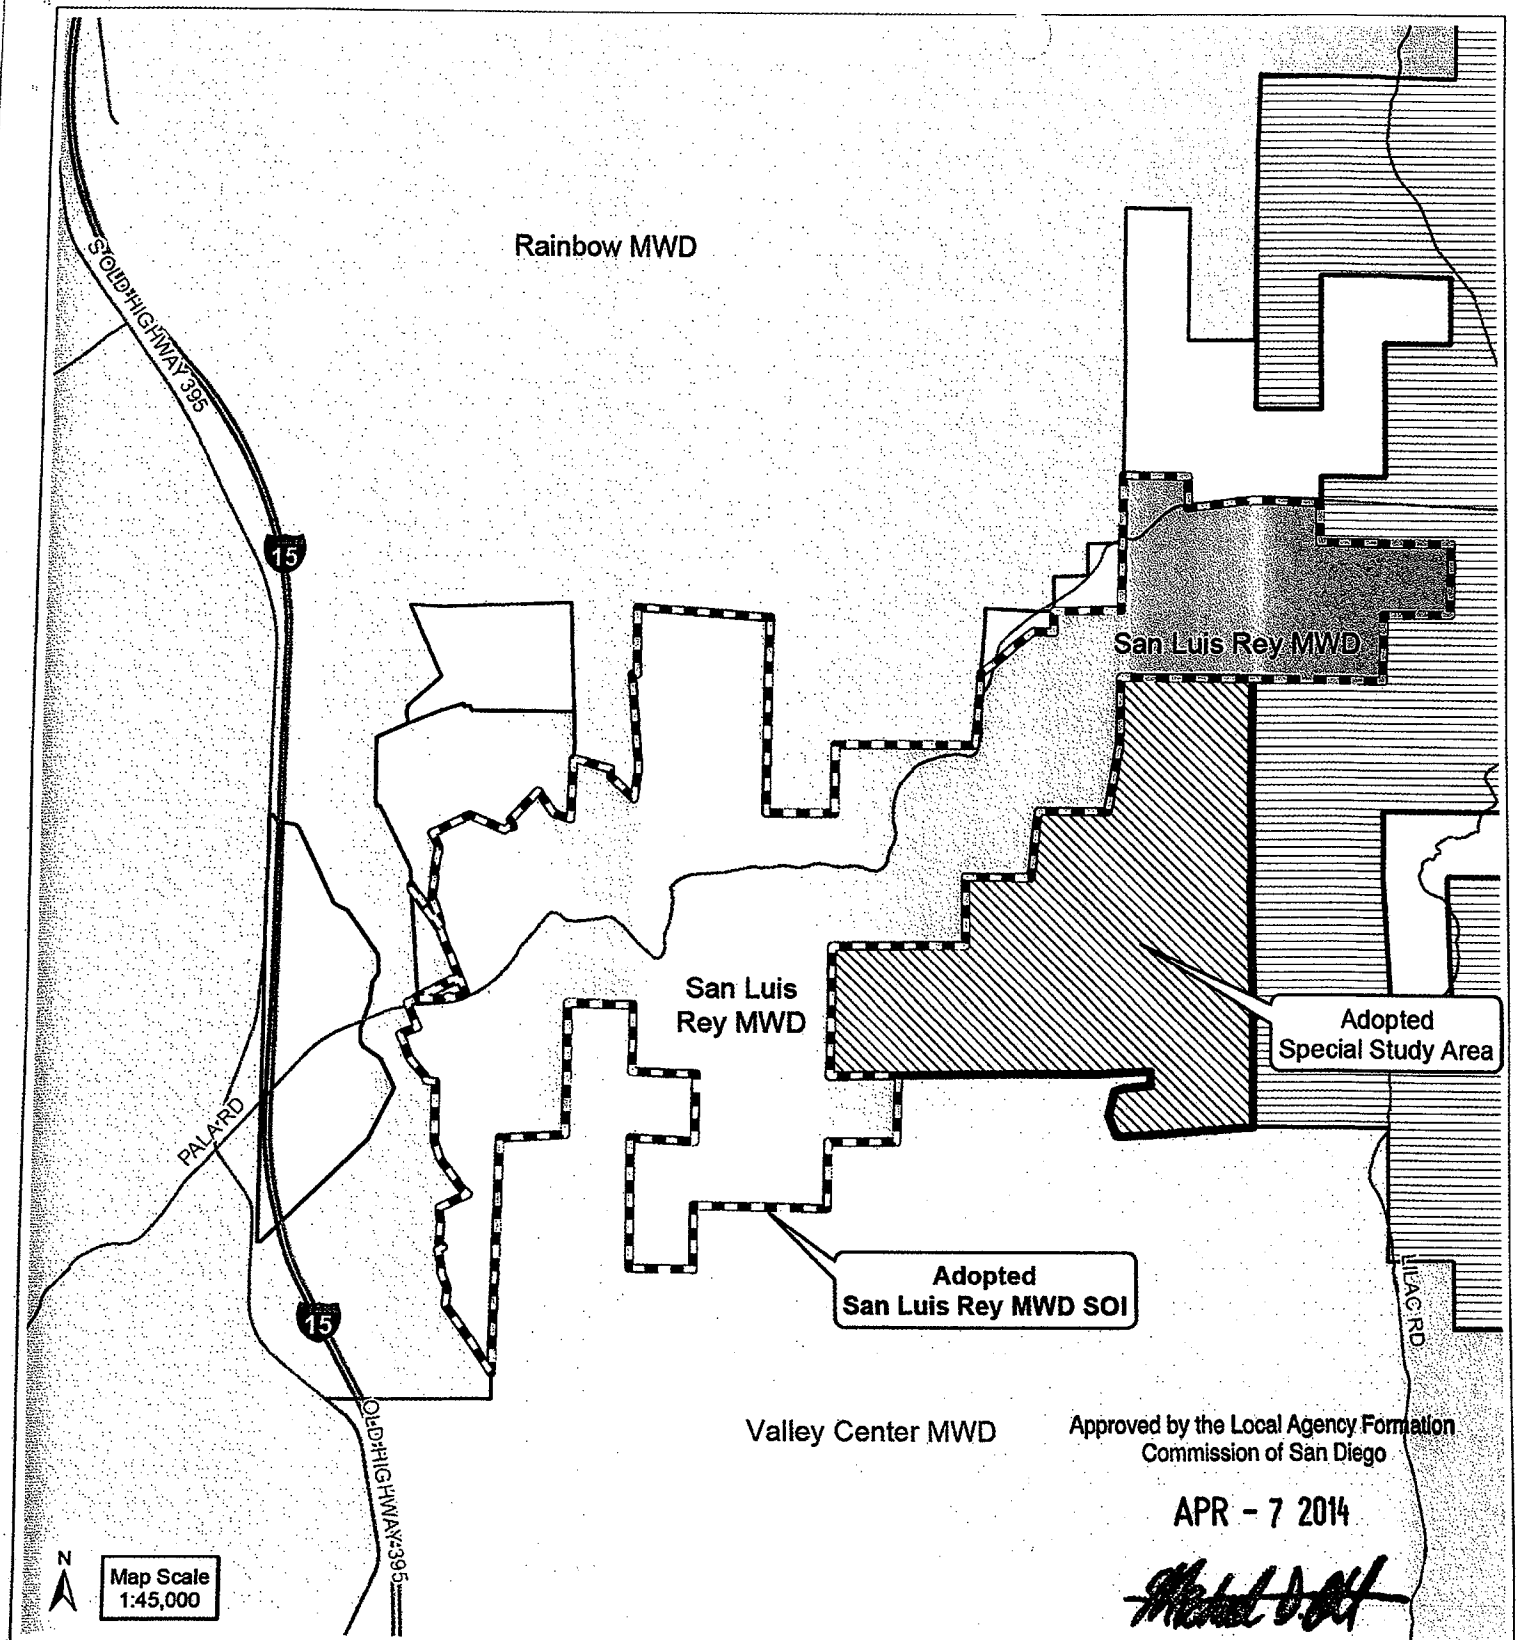 Rainbow MWD
S OLD HIGHWAY 395
15
San Luis Rey MWD
San Luis
Rey MWD
Adopted
Special Study Area
PALA RD
Adopted
San Luis Rey MWD SOI
15
LILAC RD
OLD HIGHWAY 395
Valley Center MWD
Approved by the Local Agency Formation
Commission of San Diego
APR - 7 2014
N
Map Scale
1:45,000